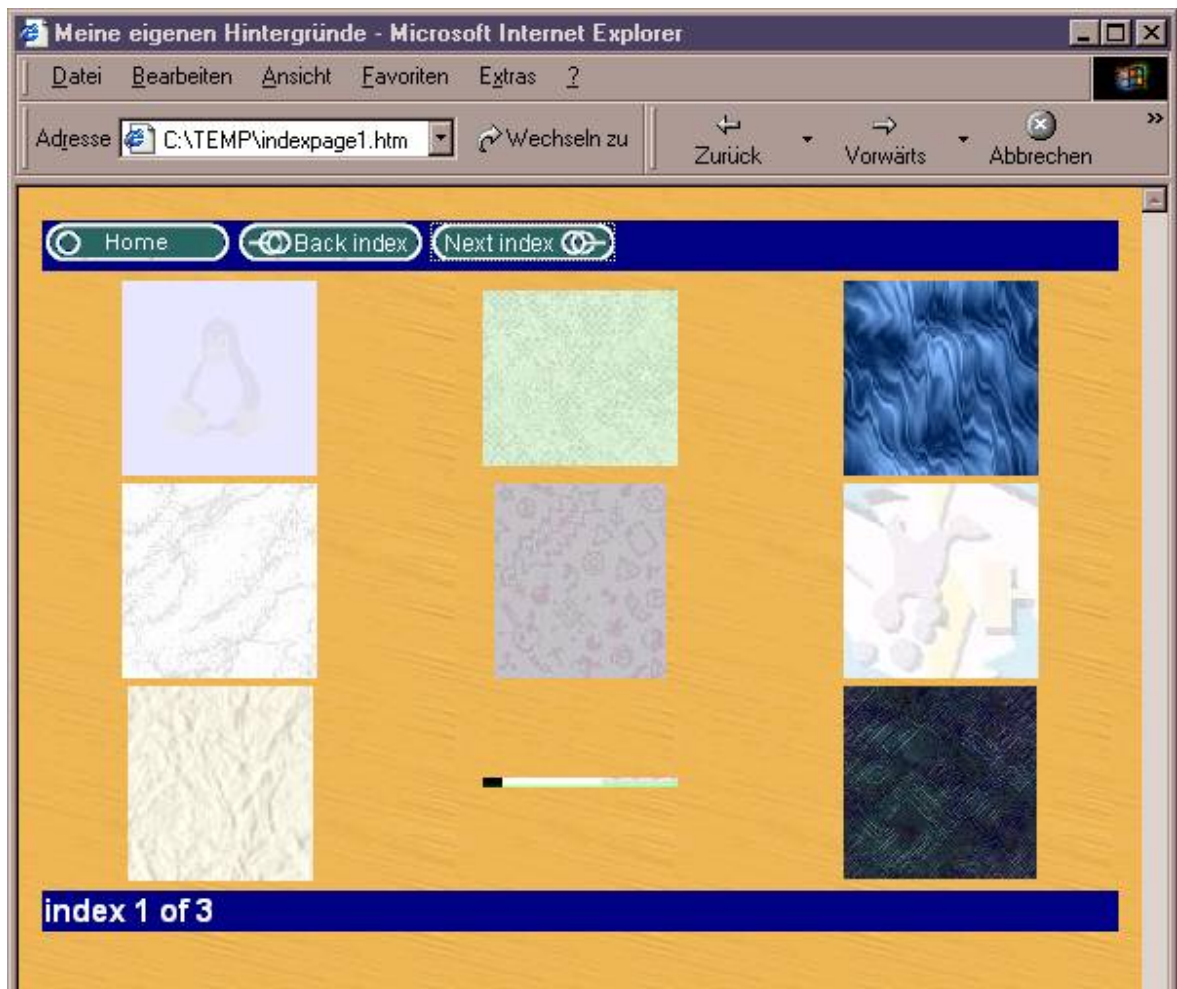 Meine eigenen Hintergründe - Microsoft Internet Explorer
Datei Bearbeiten Ansicht Favoriten Extras ?
Adresse C:\TEMP\indexpage1.htm Wechseln zu Zurück Vorwärts Abbrechen »
Home Back index Next index
index 1 of 3